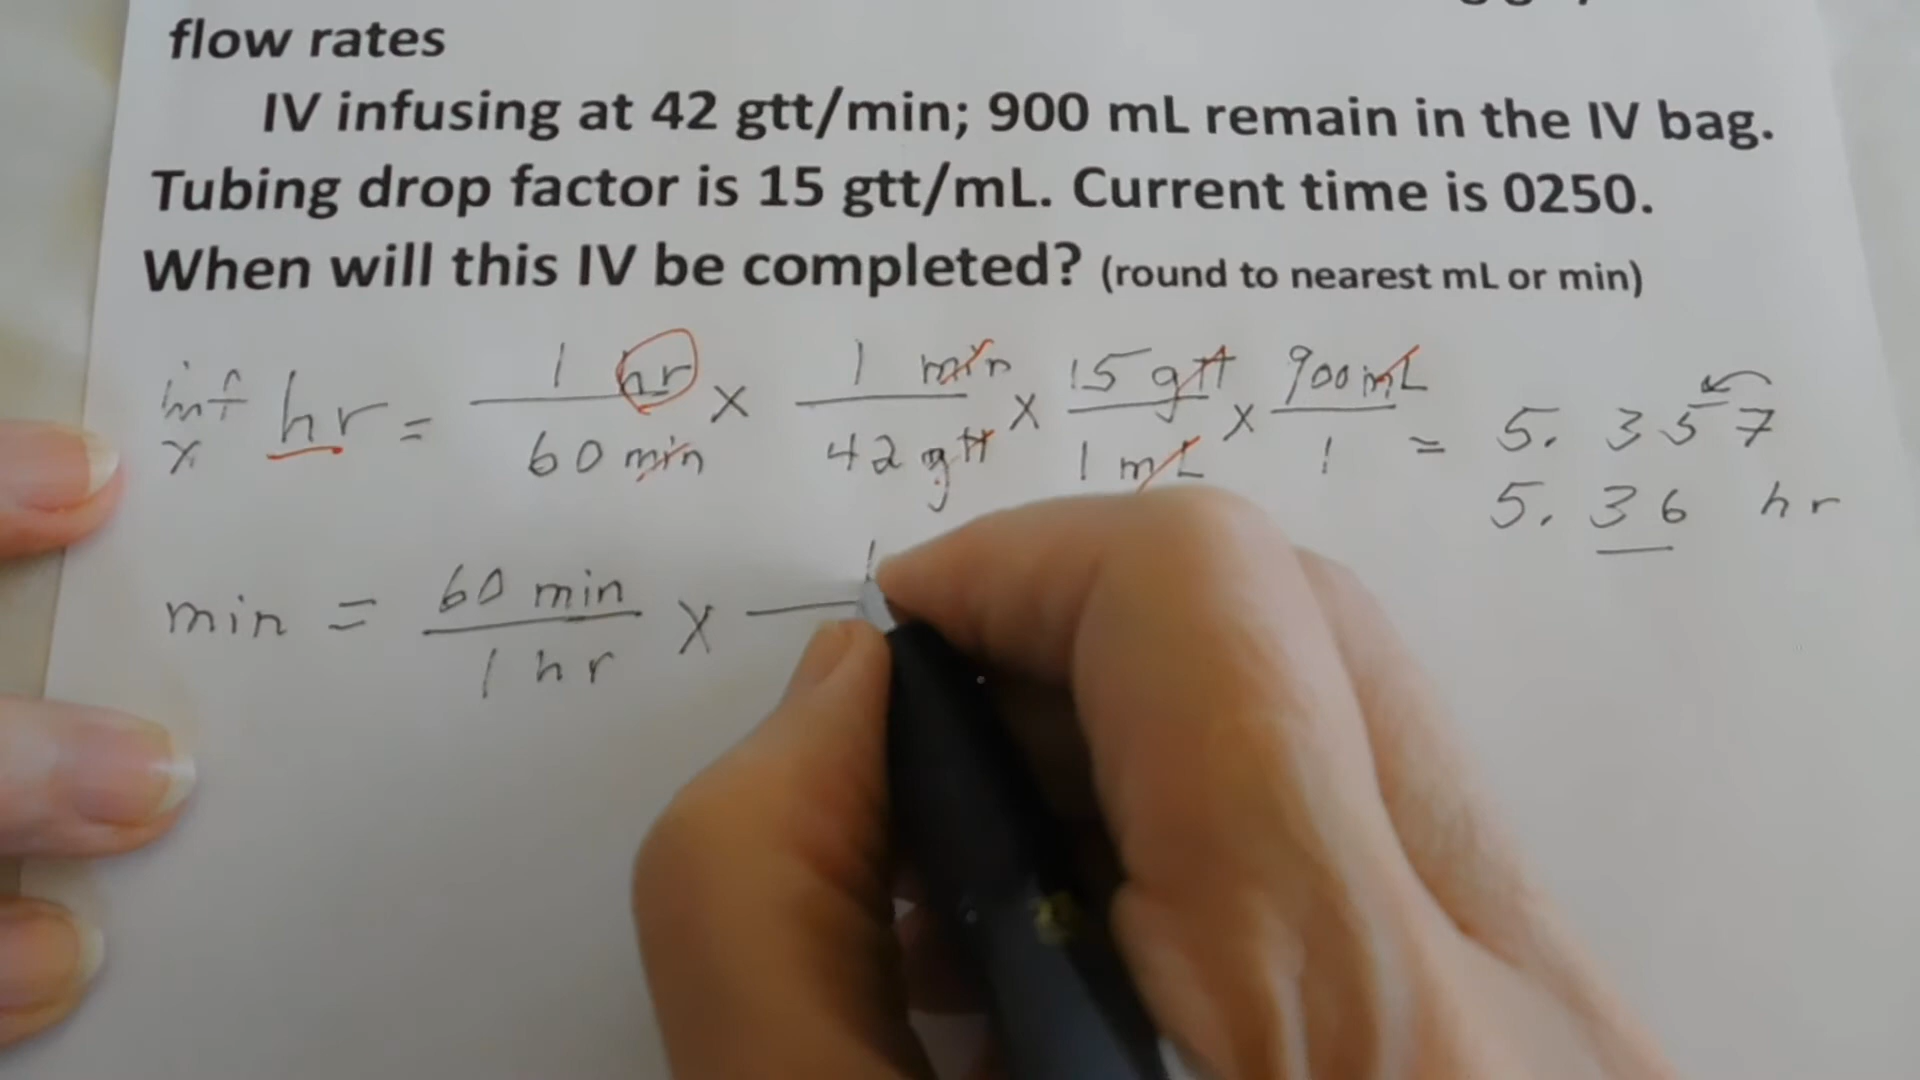 flow rates
IV infusing at 42 gtt/min; 900 mL remain in the IV bag.
Tubing drop factor is 15 gtt/mL. Current time is 0250.
When will this IV be completed? (round to nearest mL or min)
inf x hr = 1 hr / 60 min x 1 min / 42 gtt x 15 gtt / 1 mL x 900 mL / 1 = 5.357
5.36 hr
min = 60 min / 1 hr x